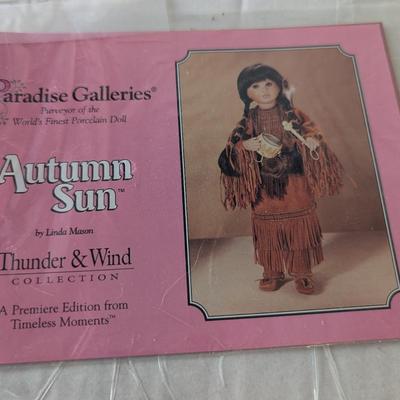 Paradise Galleries®
Purveyor of the
World's Finest Porcelain Doll
Autumn
Sun™
by Linda Mason
Thunder & Wind
COLLECTION
A Premiere Edition from
Timeless Moments™